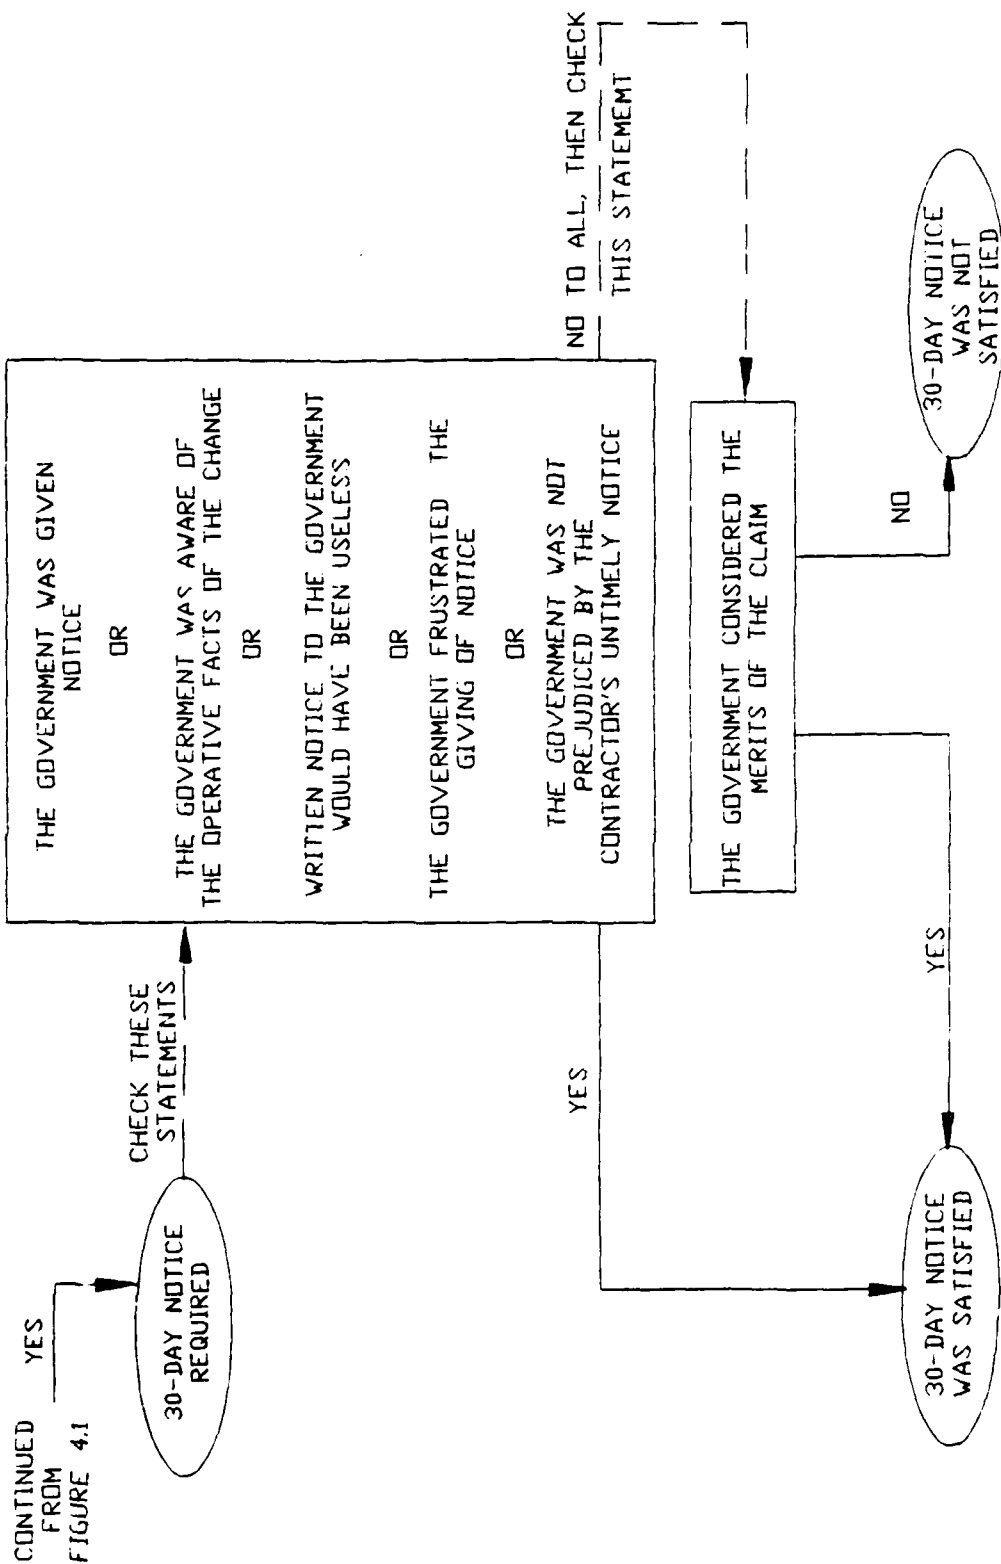 CONTINUED
FROM
FIGURE 4.1
YES
30-DAY NOTICE
REQUIRED
CHECK THESE
STATEMENTS
THE GOVERNMENT WAS GIVEN
NOTICE
OR
THE GOVERNMENT WAS AWARE OF
THE OPERATIVE FACTS OF THE CHANGE
OR
WRITTEN NOTICE TO THE GOVERNMENT
WOULD HAVE BEEN USELESS
OR
THE GOVERNMENT FRUSTRATED THE
GIVING OF NOTICE
OR
THE GOVERNMENT WAS NOT
PREJUDICED BY THE
CONTRACTOR'S UNTIMELY NOTICE
YES
NO TO ALL, THEN CHECK
THIS STATEMEMT
THE GOVERNMENT CONSIDERED THE
MERITS OF THE CLAIM
YES
NO
30-DAY NOTICE
WAS SATISFIED
30-DAY NOTICE
WAS NOT
SATISFIED